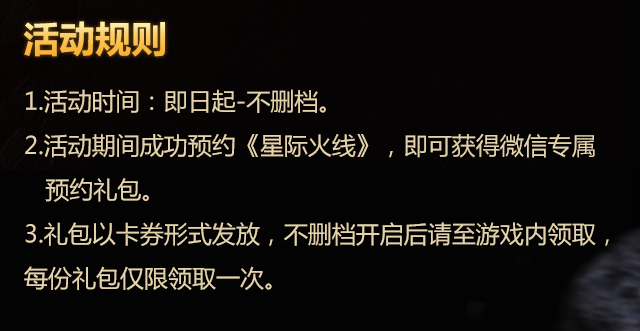 活动规则
1.活动时间：即日起-不删档。
2.活动期间成功预约《星际火线》，即可获得微信专属
预约礼包。
3.礼包以卡券形式发放，不删档开启后请至游戏内领取，
每份礼包仅限领取一次。